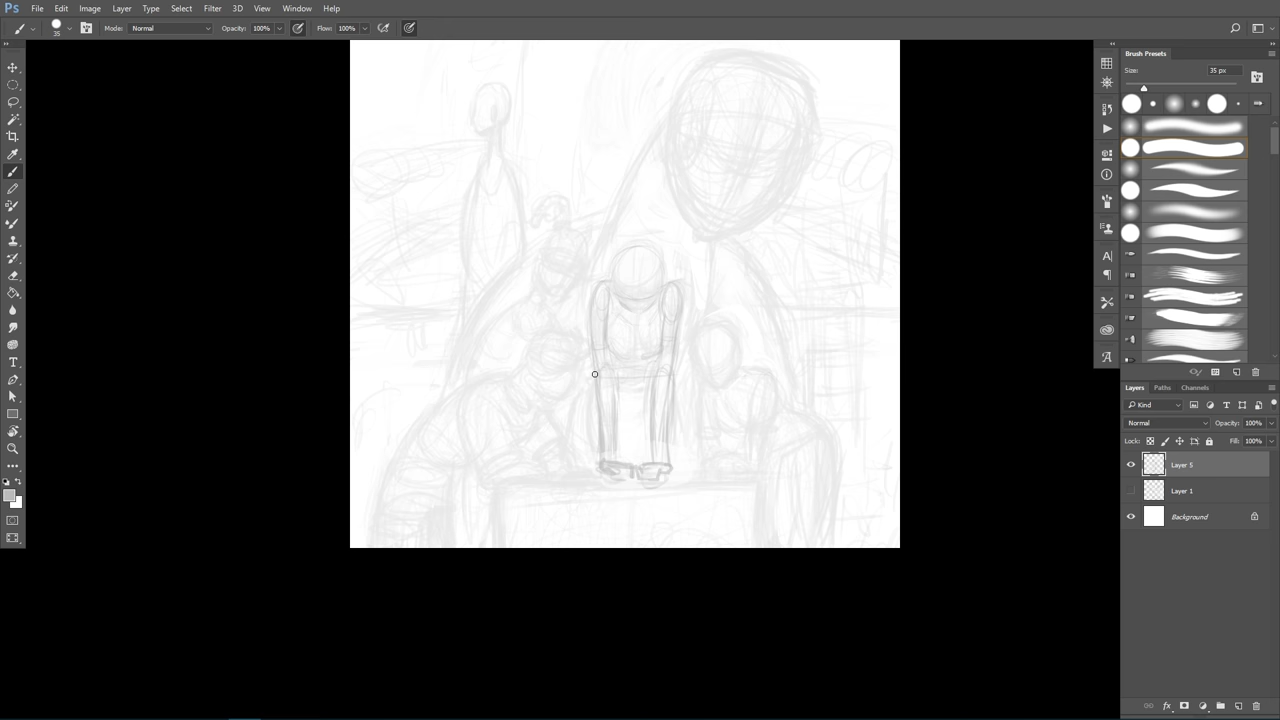 Ps File Edit Image Layer Type Select Filter 3D View Window Help
35 Mode: Normal Opacity: 100% Flow: 100%
Brush Presets
Size: 35 px
Layers Paths Channels
Kind
Normal Opacity: 100%
Lock: Fill: 100%
Layer 5
Layer 1
Background